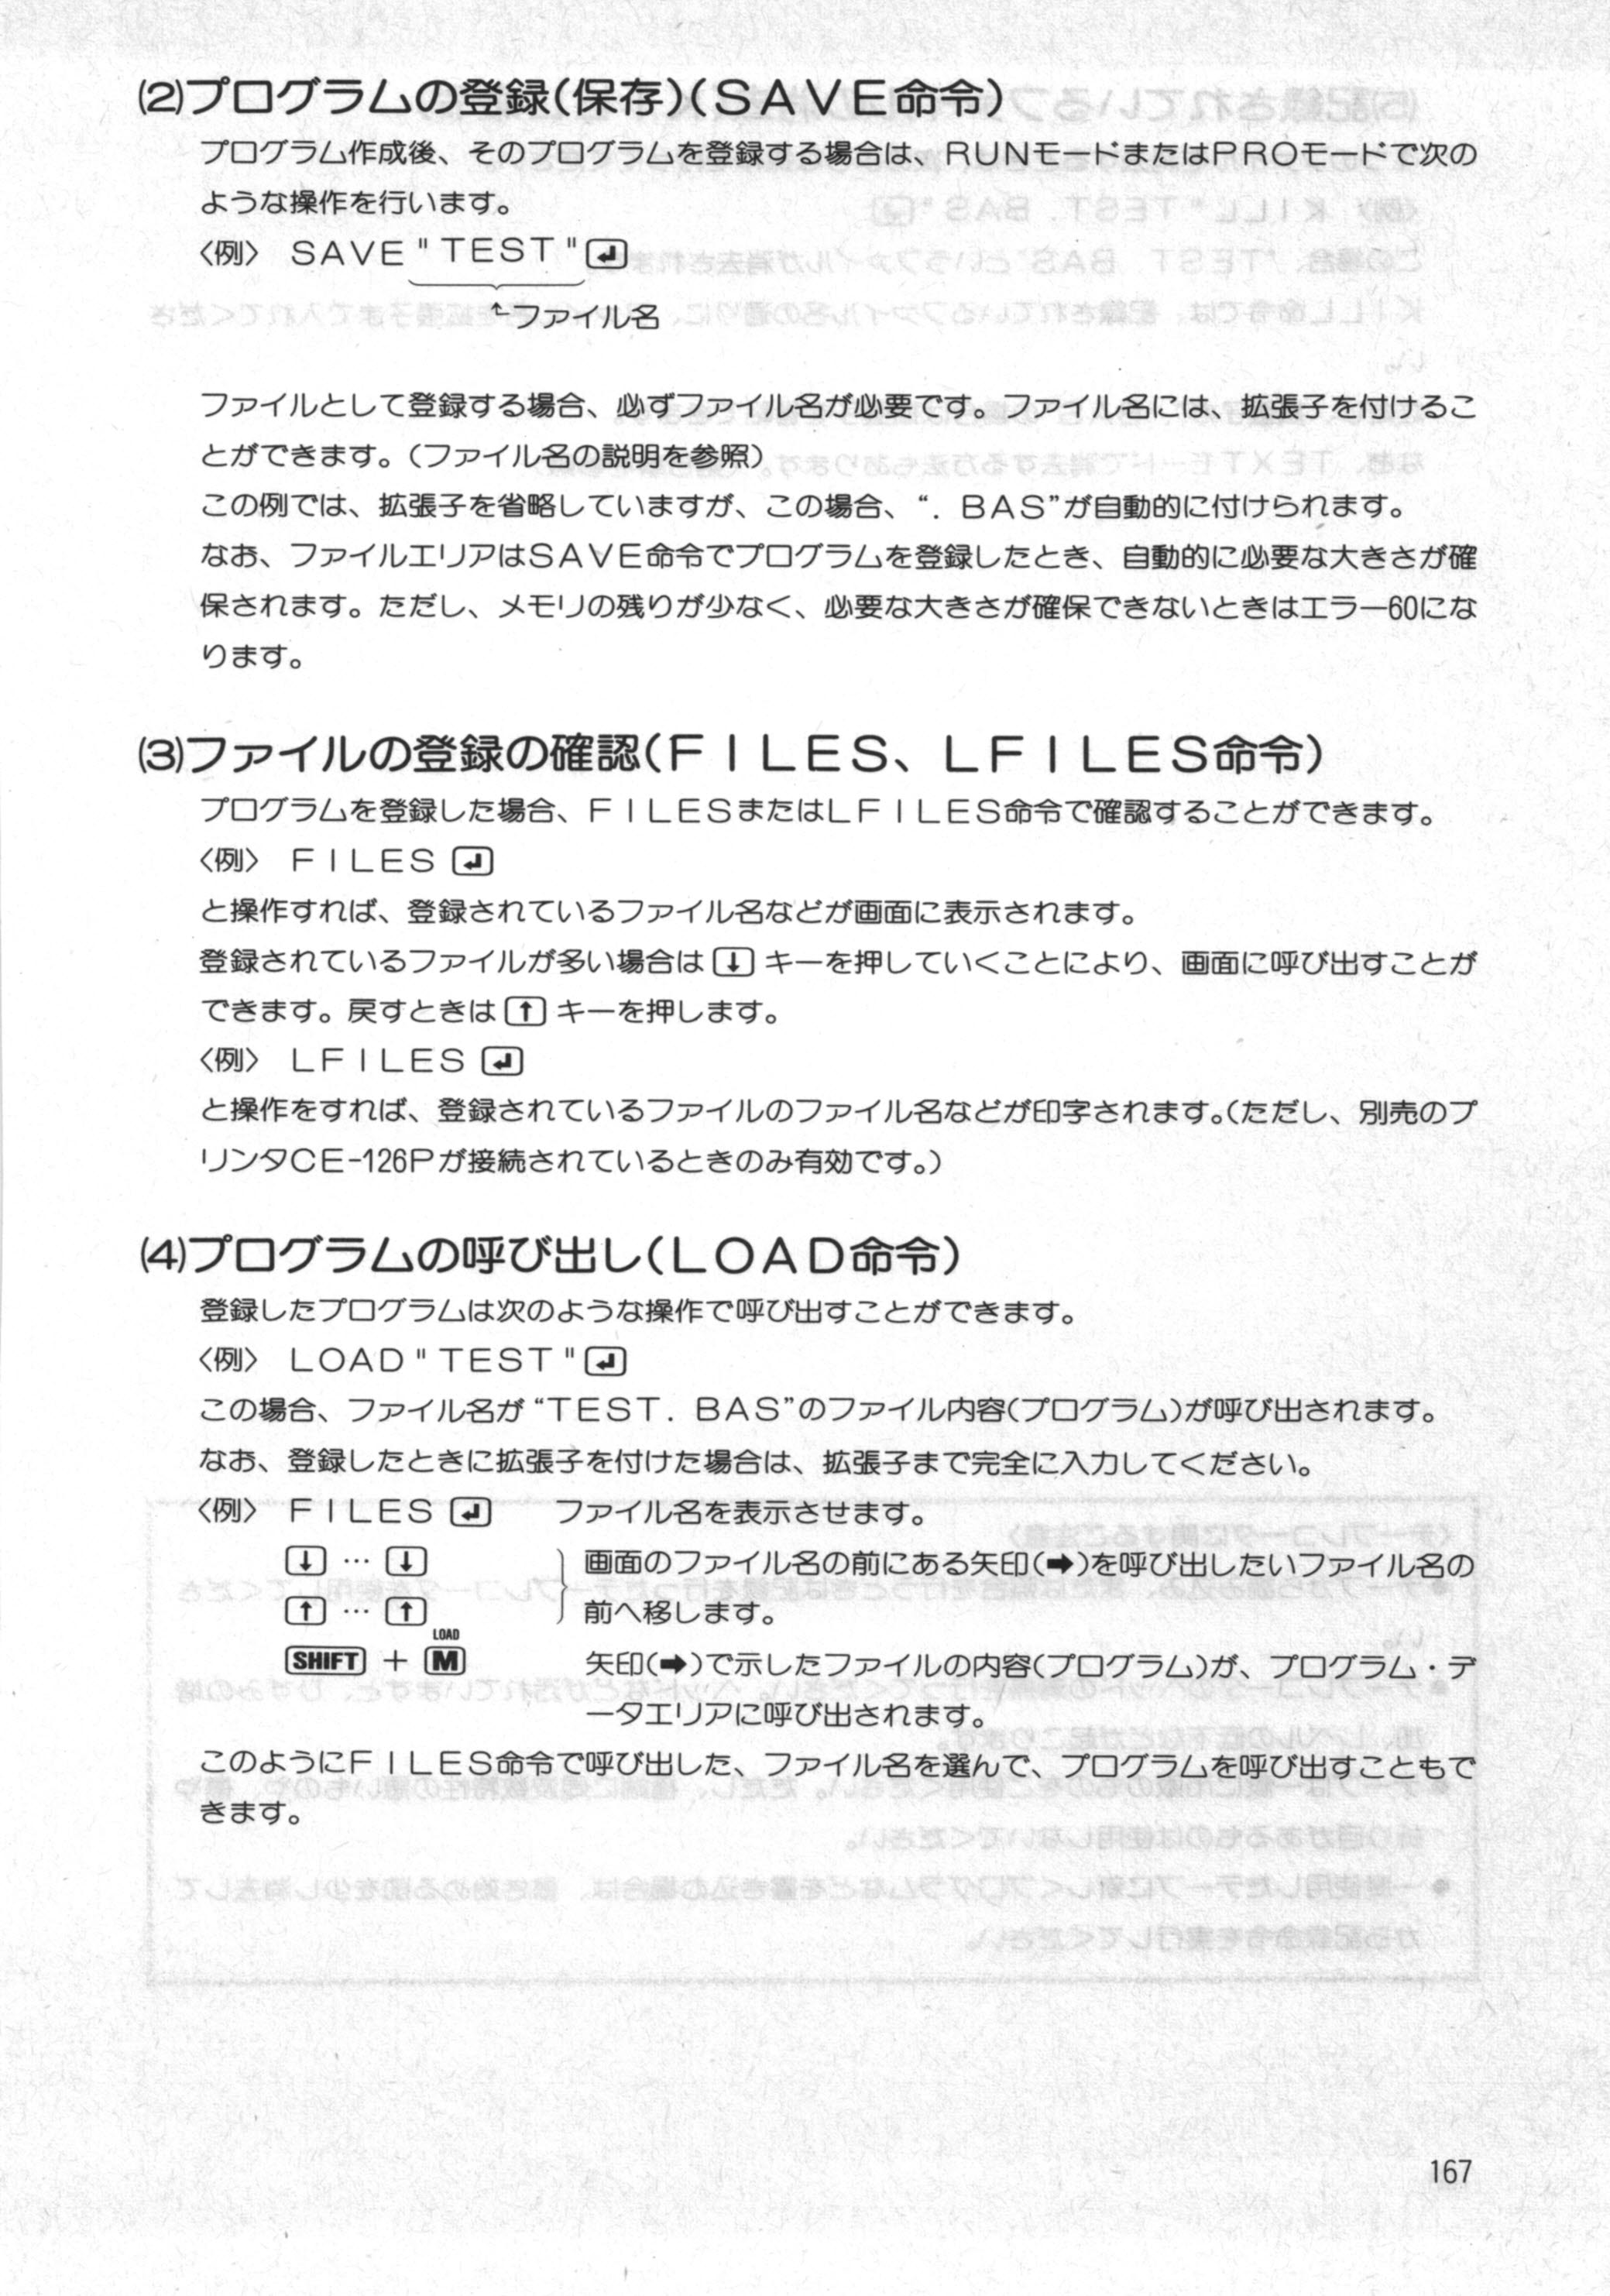 (2)プログラムの登録(保存)(SAVE命令)
プログラム作成後、そのプログラムを登録する場合は、RUNモードまたはPROモードで次の
ような操作を行います。
〈例〉 SAVE"TEST"[↵]
↑ファイル名
ファイルとして登録する場合、必ずファイル名が必要です。ファイル名には、拡張子を付けるこ
とができます。(ファイル名の説明を参照)
この例では、拡張子を省略していますが、この場合、“. BAS”が自動的に付けられます。
なお、ファイルエリアはSAVE命令でプログラムを登録したとき、自動的に必要な大きさが確
保されます。ただし、メモリの残りが少なく、必要な大きさが確保できないときはエラー60にな
ります。
(3)ファイルの登録の確認(FILES、LFILES命令)
プログラムを登録した場合、FILESまたはLFILES命令で確認することができます。
〈例〉 FILES [↵]
と操作すれば、登録されているファイル名などが画面に表示されます。
登録されているファイルが多い場合は[↓]キーを押していくことにより、画面に呼び出すことが
できます。戻すときは[↑]キーを押します。
〈例〉 LFILES [↵]
と操作をすれば、登録されているファイルのファイル名などが印字されます。(ただし、別売のプ
リンタCE-126Pが接続されているときのみ有効です。)
(4)プログラムの呼び出し(LOAD命令)
登録したプログラムは次のような操作で呼び出すことができます。
〈例〉 LOAD"TEST"[↵]
この場合、ファイル名が“TEST. BAS”のファイル内容(プログラム)が呼び出されます。
なお、登録したときに拡張子を付けた場合は、拡張子まで完全に入力してください。
〈例〉 FILES [↵] ファイル名を表示させます。
[↓] … [↓] 画面のファイル名の前にある矢印(➡)を呼び出したいファイル名の
[↑] … [↑] 前へ移します。
LOAD
[SHIFT] + [M] 矢印(➡)で示したファイルの内容(プログラム)が、プログラム・デ
ータエリアに呼び出されます。
このようにFILES命令で呼び出した、ファイル名を選んで、プログラムを呼び出すこともで
きます。
167